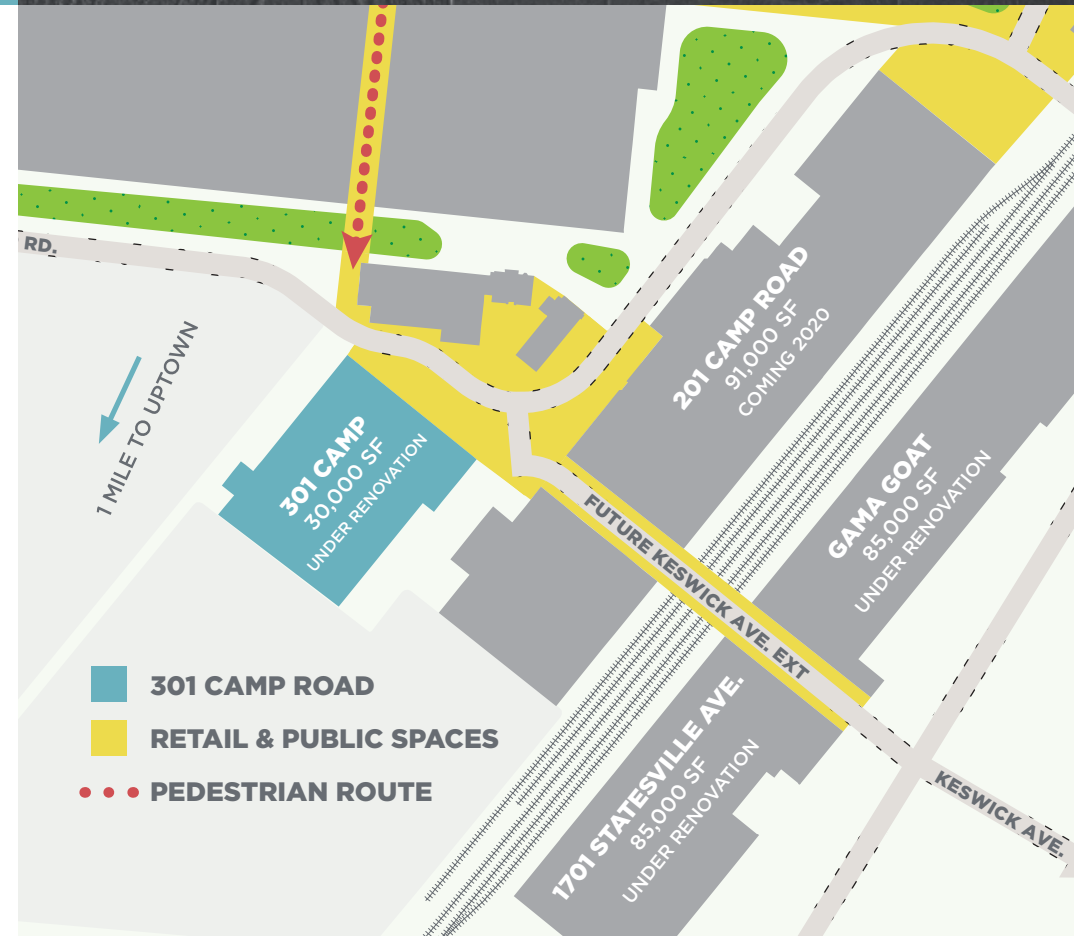 RD.
1 MILE TO UPTOWN
201 CAMP ROAD
91,000 SF
COMING 2020
301 CAMP
30,000 SF
UNDER RENOVATION
GAMA GOAT
85,000 SF
UNDER RENOVATION
FUTURE KESWICK AVE. EXT
1701 STATESVILLE AVE.
85,000 SF
UNDER RENOVATION
KESWICK AVE.
301 CAMP ROAD
RETAIL & PUBLIC SPACES
PEDESTRIAN ROUTE